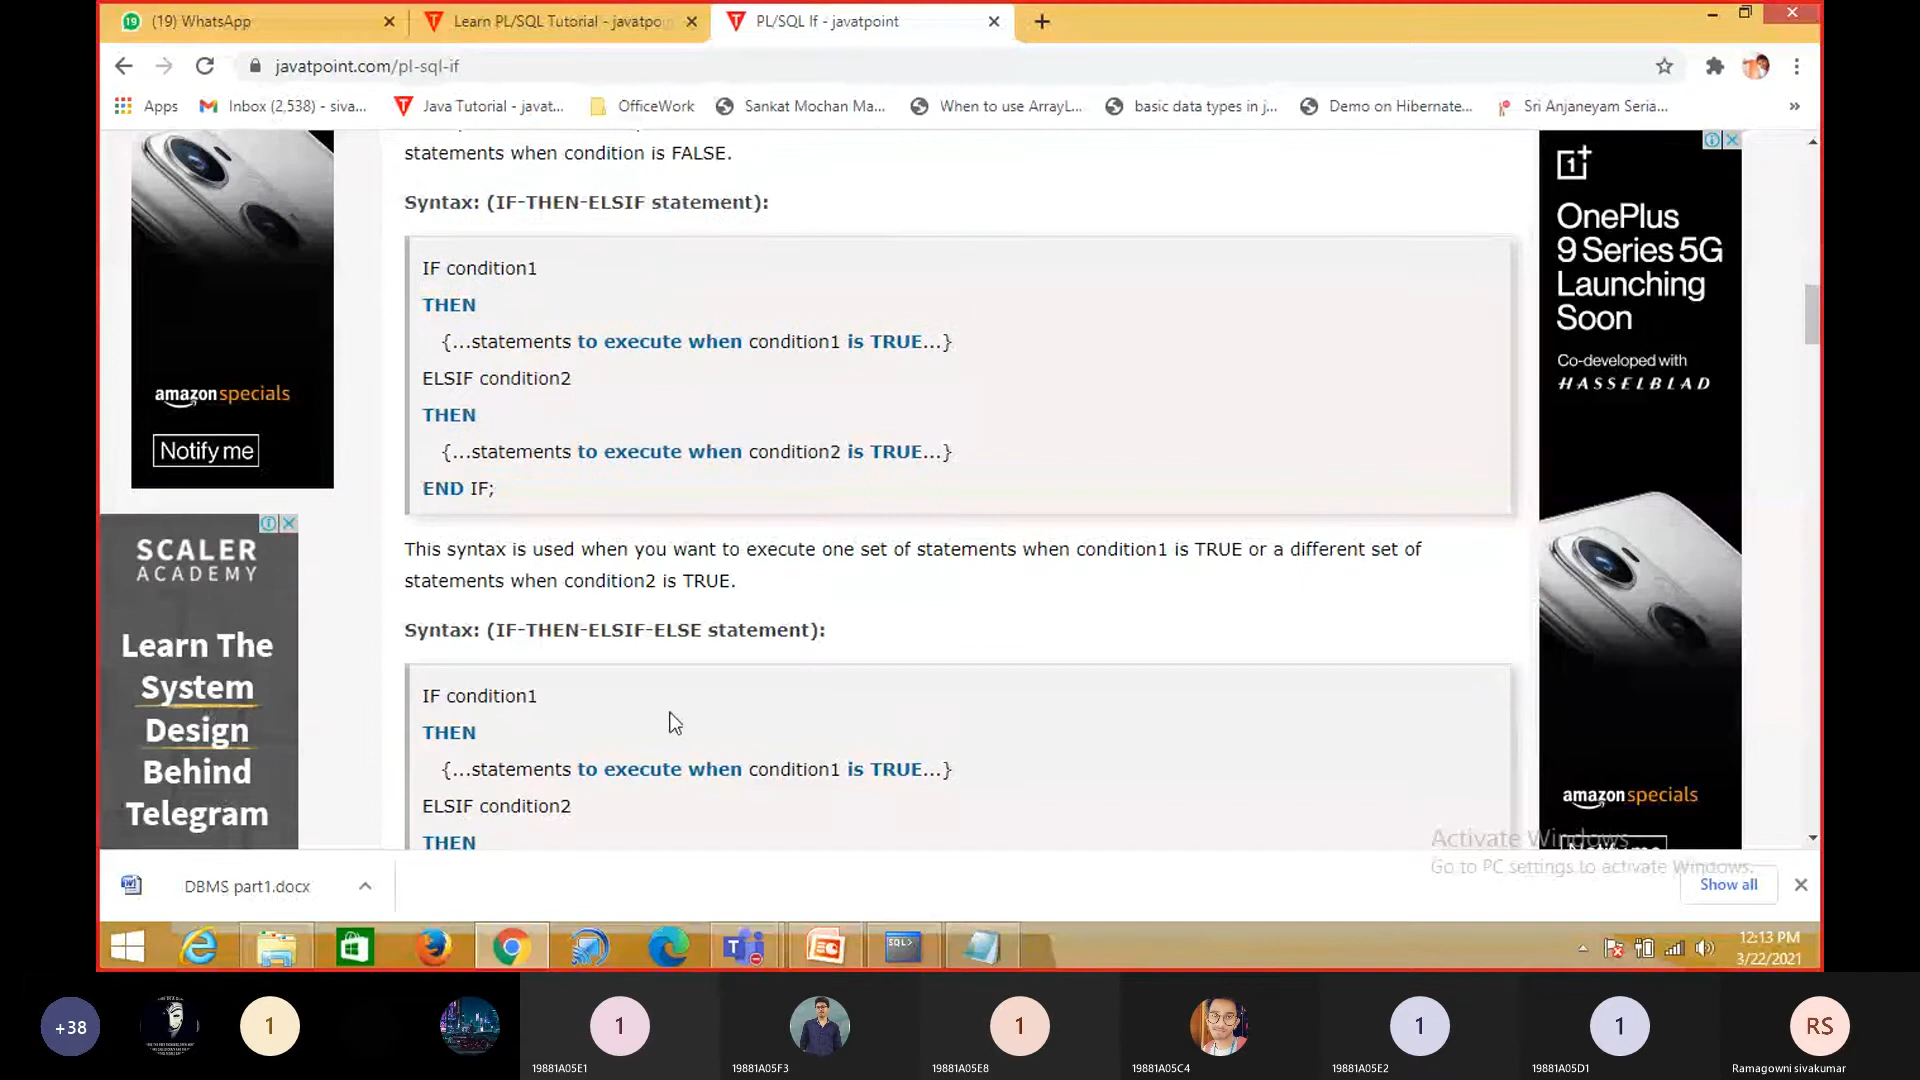 (19) WhatsApp
Learn PL/SQL Tutorial - javatpoi
PL/SQL If - javatpoint
javatpoint.com/pl-sql-if
Apps
Inbox (2,538) - siva...
Java Tutorial - javat...
OfficeWork
Sankat Mochan Ma...
When to use ArrayL...
basic data types in j...
Demo on Hibernate...
Sri Anjaneyam Seria...
statements when condition is FALSE.
Syntax: (IF-THEN-ELSIF statement):
IF condition1
THEN
{...statements to execute when condition1 is TRUE...}
ELSIF condition2
THEN
{...statements to execute when condition2 is TRUE...}
END IF;
This syntax is used when you want to execute one set of statements when condition1 is TRUE or a different set of
statements when condition2 is TRUE.
Syntax: (IF-THEN-ELSIF-ELSE statement):
IF condition1
THEN
{...statements to execute when condition1 is TRUE...}
ELSIF condition2
THEN
amazon specials
Notify me
SCALER
ACADEMY
Learn The
System
Design
Behind
Telegram
OnePlus
9 Series 5G
Launching
Soon
Co-developed with
HASSELBLAD
amazon specials
Activate Windows
Go to PC settings to activate Windows.
DBMS part1.docx
Show all
SQL>
12:13 PM
3/22/2021
+38
1
1
19881A05E1
19881A05F3
1
19881A05E8
19881A05C4
1
19881A05E2
1
19881A05D1
RS
Ramagowni sivakumar